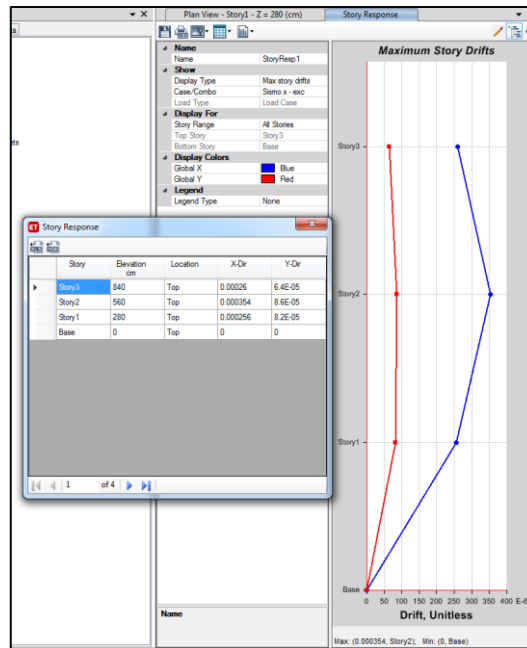 Plan View - Story1 - Z = 280 (cm)
Story Response
Name
Name StoryResp1
Show
Display Type Max story drifts
Case/Combo Sismo x - exc
Load Type Load Case
Display For
Story Range All Stories
Top Story Story3
Bottom Story Base
Display Colors
Global X Blue
Global Y Red
Legend
Legend Type None
Name
Story Response
Story Elevation Location X-Dir Y-Dir
cm
Story3 840 Top 0.00026 6.4E-05
Story2 560 Top 0.000354 8.6E-05
Story1 280 Top 0.000256 8.2E-05
Base 0 Top 0 0
1 of 4
Maximum Story Drifts
Story3
Story2
Story1
Base
0 50 100 150 200 250 300 350 400 E-6
Drift, Unitless
Max: (0.000354, Story2); Min: (0, Base)